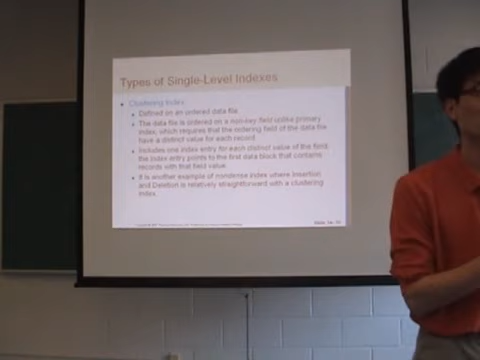 Types of Single-Level Indexes
Clustering Index
Defined on an ordered data file
The data file is ordered on a non-key field unlike primary
index, which requires that the ordering field of the data file
have a distinct value for each record.
Includes one index entry for each distinct value of the field;
the index entry points to the first data block that contains
records with that field value.
It is another example of nondense index where Insertion
and Deletion is relatively straightforward with a clustering
index.